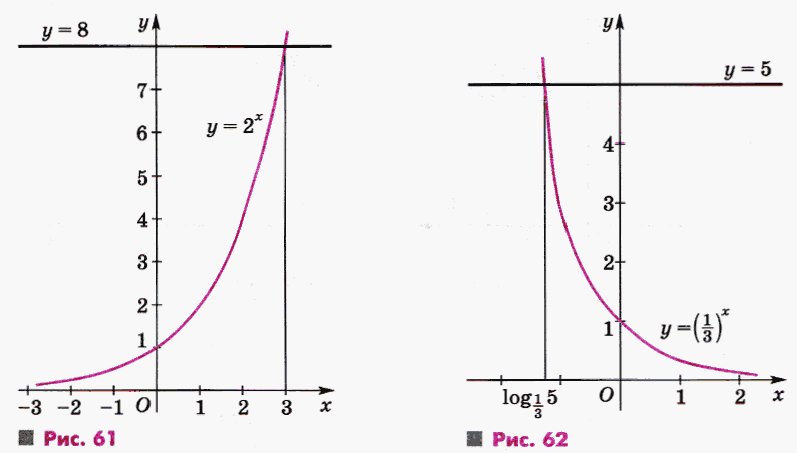 y = 8
y
7
6
5
4
3
2
1
y = 2^x
-3 -2 -1 O 1 2 3 x
Рис. 61
y
y = 5
4
3
2
1
y = (1/3)^x
log_{1/3} 5 O 1 2 x
Рис. 62